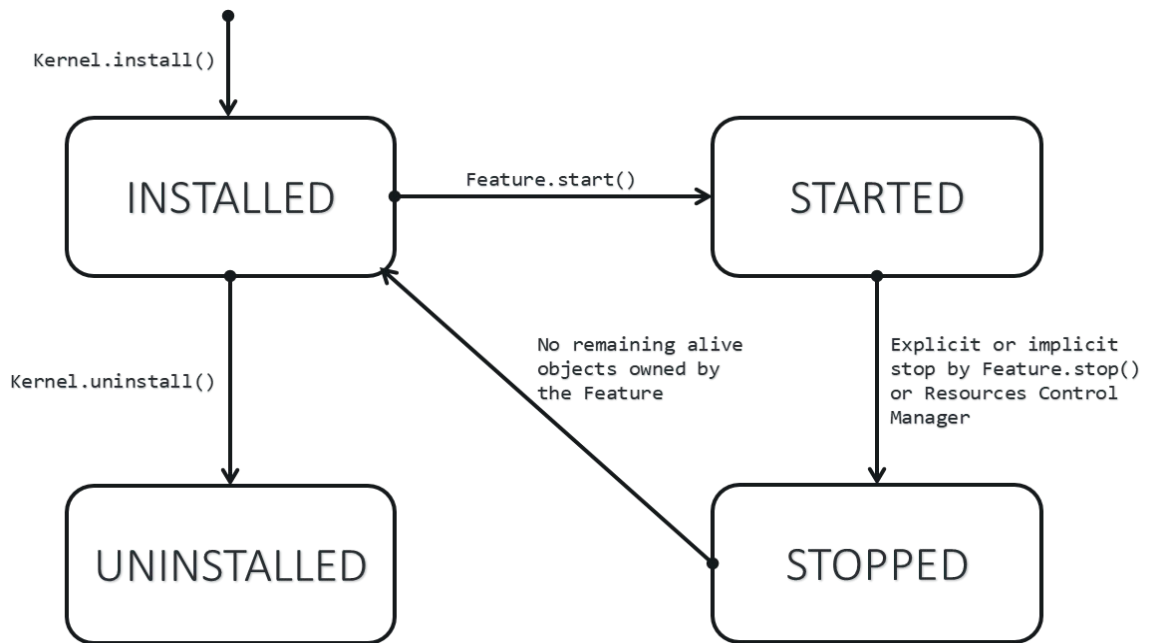 Kernel.install()
INSTALLED
Feature.start()
STARTED
No remaining alive
objects owned by
the Feature
Explicit or implicit
stop by Feature.stop()
or Resources Control
Manager
Kernel.uninstall()
UNINSTALLED
STOPPED